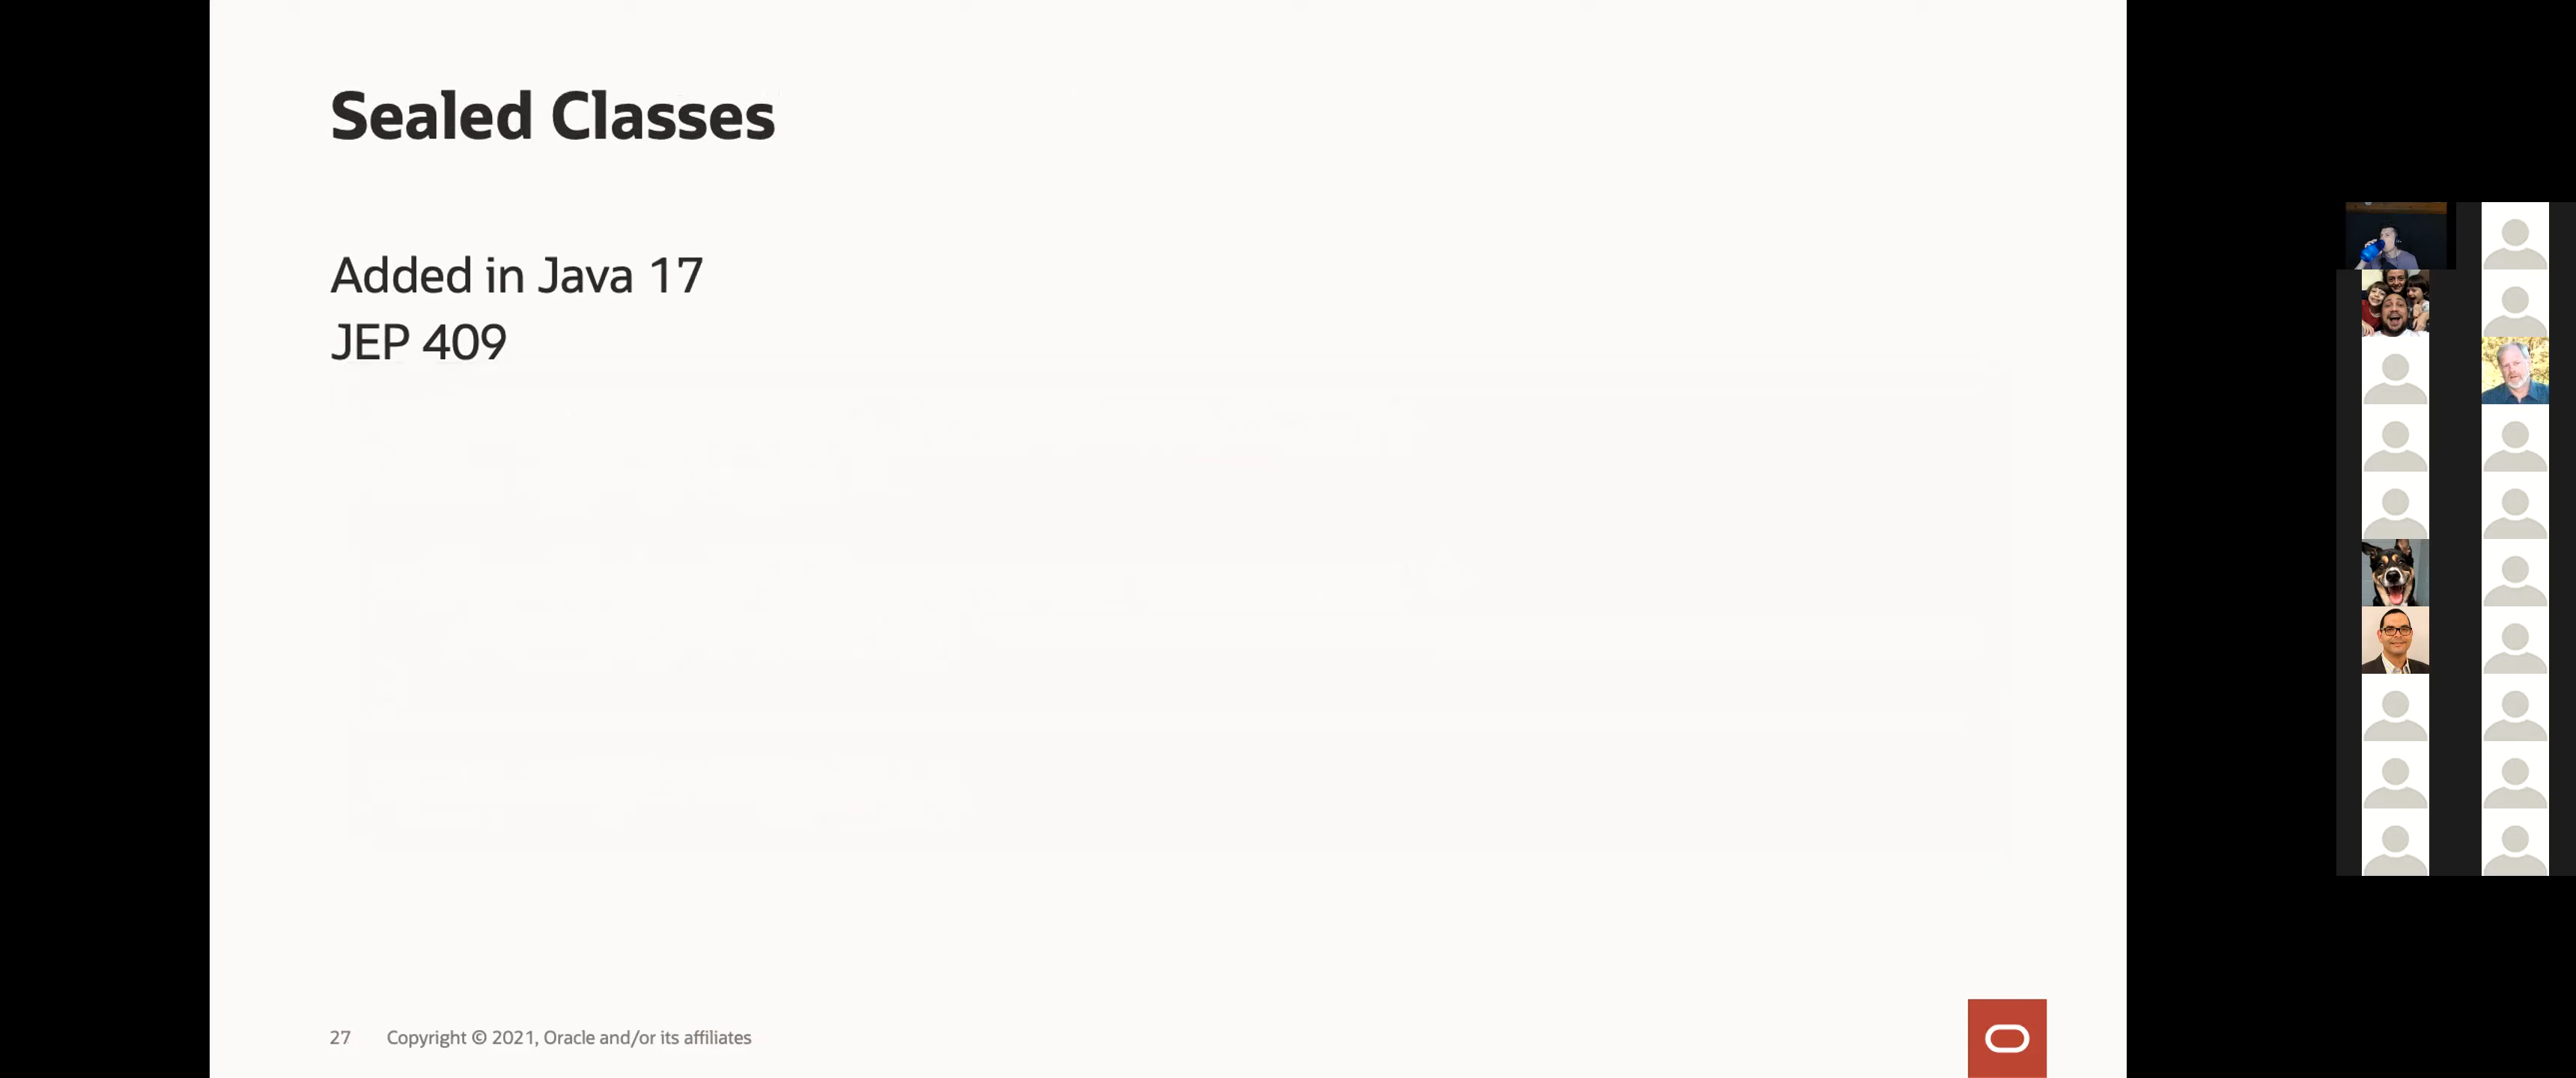 Sealed Classes
Added in Java 17
JEP 409
27 Copyright © 2021, Oracle and/or its affiliates